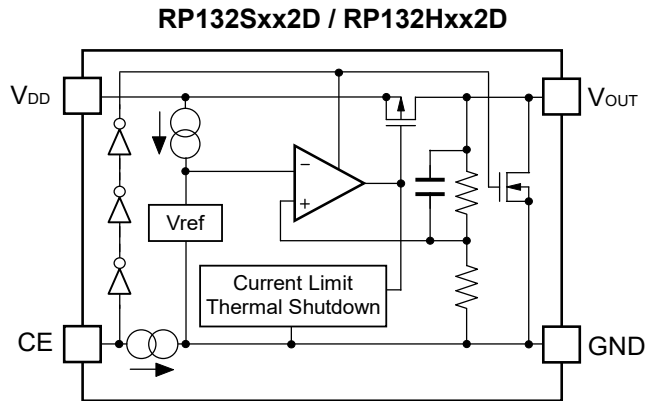 RP132Sxx2D / RP132Hxx2D
VDD
VOUT
−
+
Vref
Current Limit
Thermal Shutdown
CE
GND